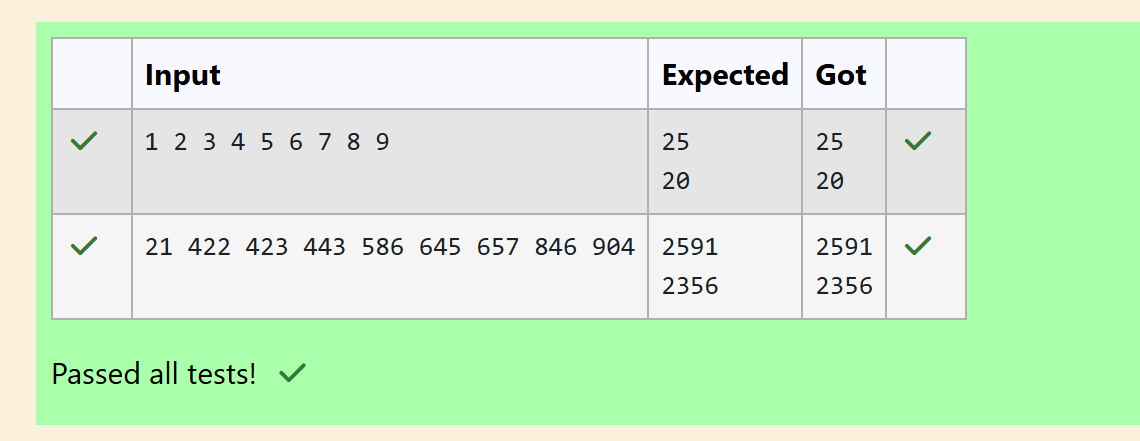 Input Expected Got
1 2 3 4 5 6 7 8 9 25 25
20 20
21 422 423 443 586 645 657 846 904 2591 2591
2356 2356
Passed all tests!